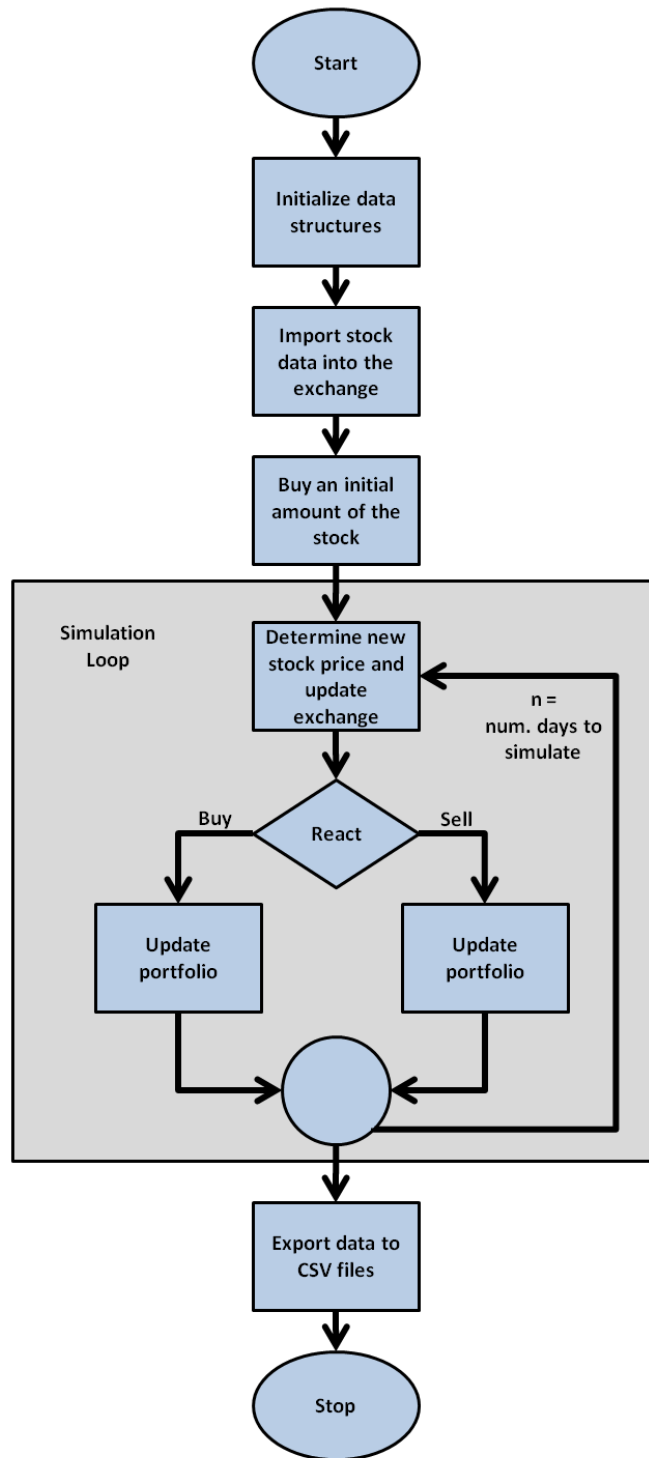 Start
Initialize data
structures
Import stock
data into the
exchange
Buy an initial
amount of the
stock
Simulation
Loop
Determine new
stock price and
update
exchange
n =
num. days to
simulate
Buy
React
Sell
Update
portfolio
Update
portfolio
Export data to
CSV files
Stop